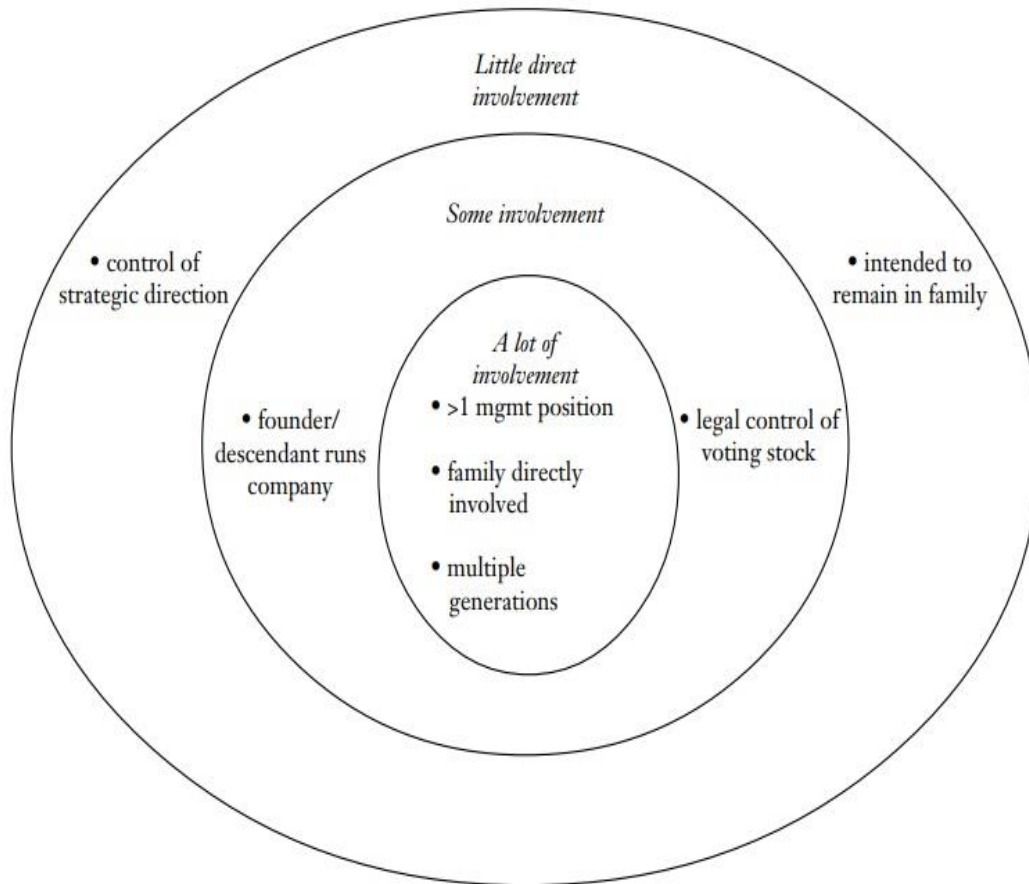 Little direct
involvement
Some involvement
• control of
strategic direction
• intended to
remain in family
A lot of
involvement
• >1 mgmt position
• founder/
descendant runs
company
• legal control of
voting stock
• family directly
involved
• multiple
generations